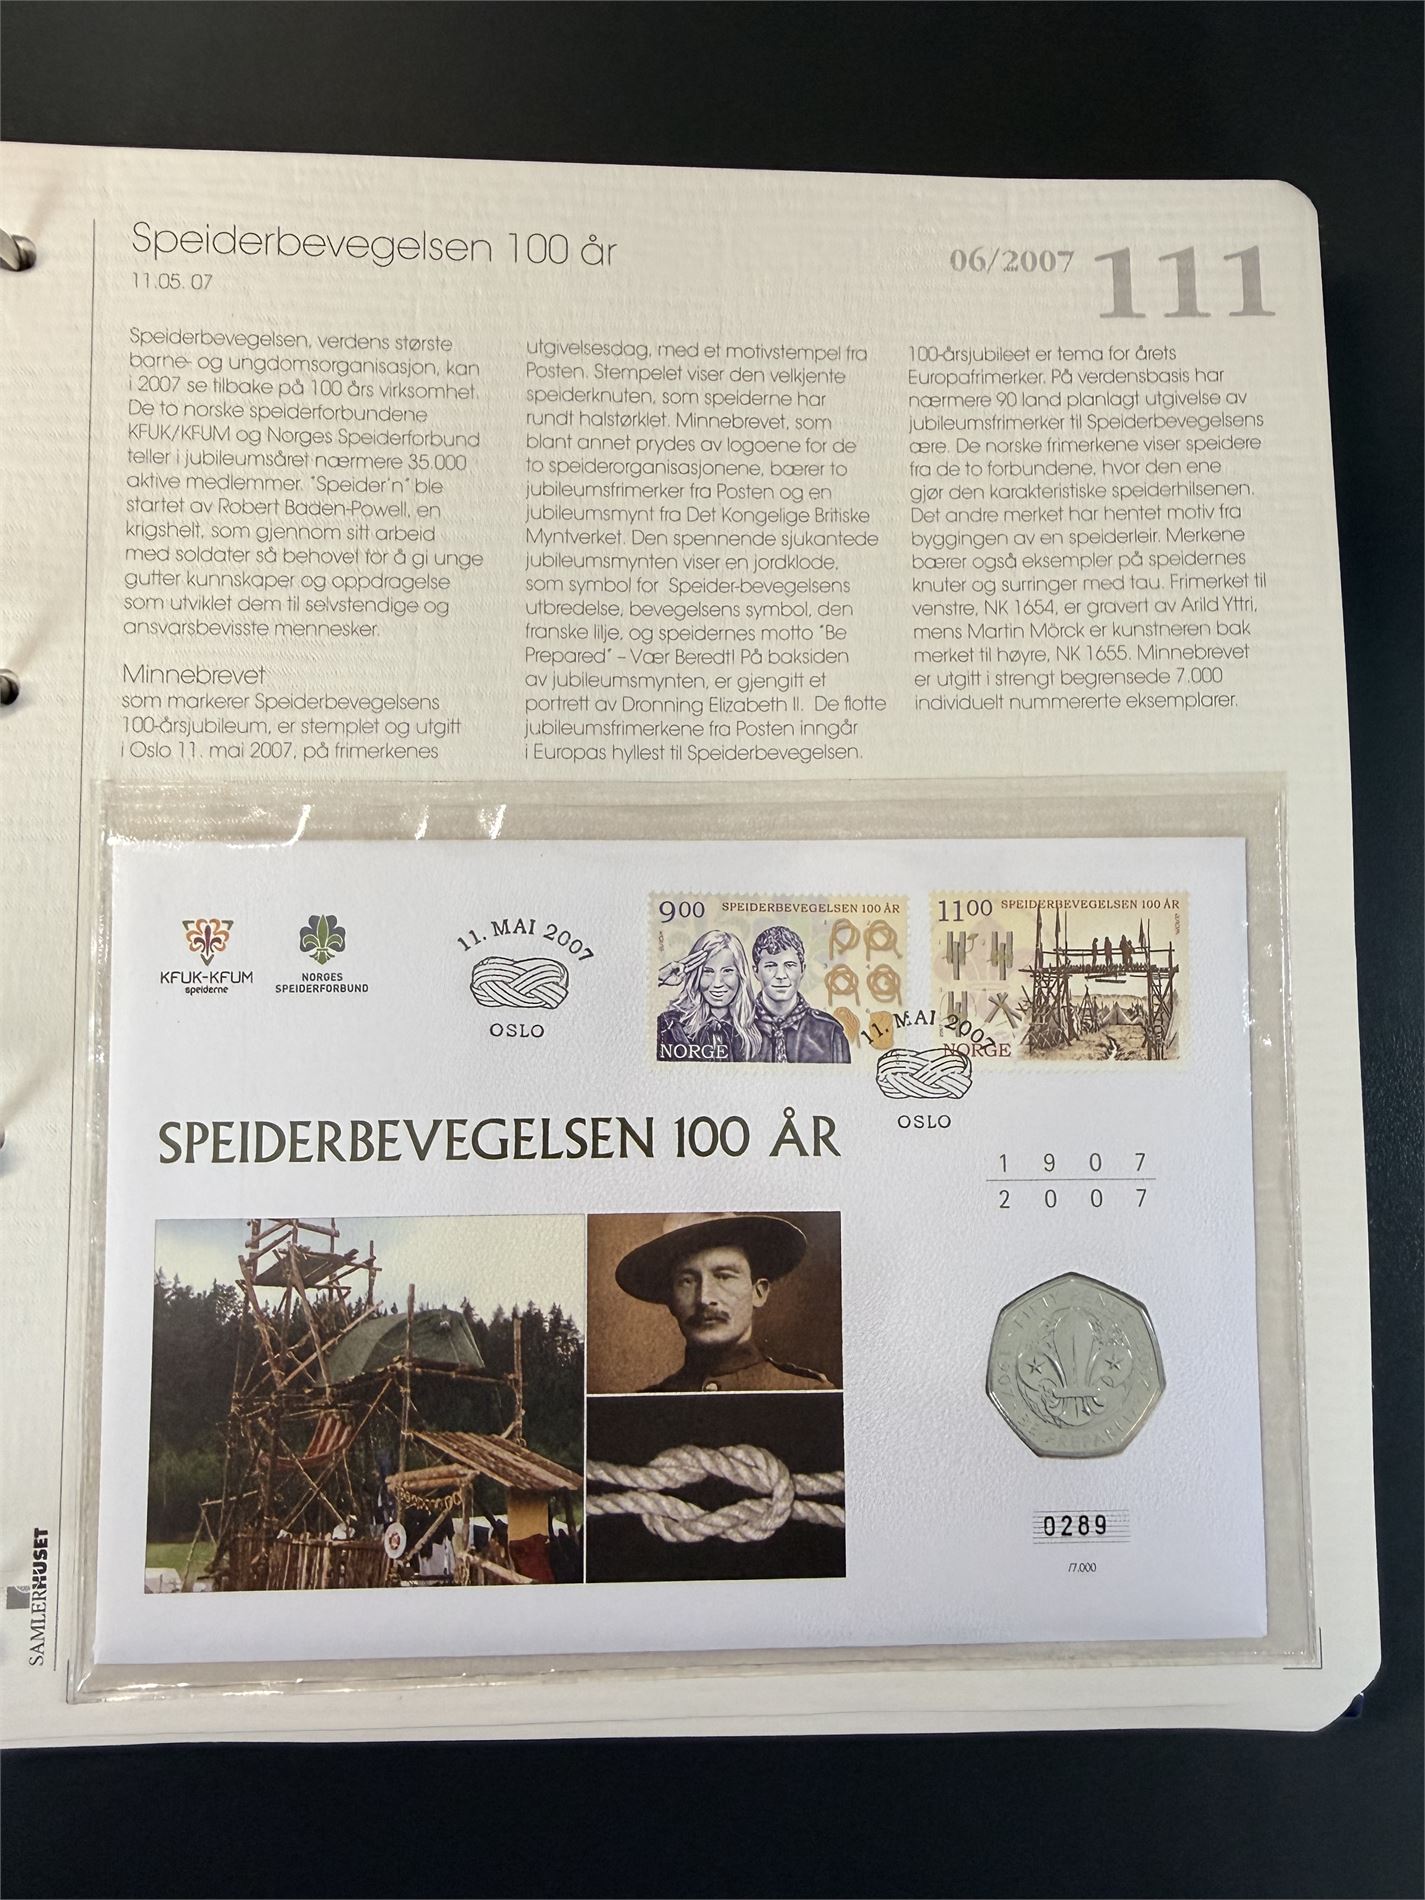 Speiderbevegelsen 100 år
11.05. 07
06/2007
111
Speiderbevegelsen, verdens største
barne- og ungdomsorganisasjon, kan
i 2007 se tilbake på 100 års virksomhet.
De to norske speiderforbundene
KFUK/KFUM og Norges Speiderforbund
teller i jubileumsåret nærmere 35.000
aktive medlemmer. "Speider'n" ble
startet av Robert Baden-Powell, en
krigshelt, som gjennom sitt arbeid
med soldater så behovet for å gi unge
gutter kunnskaper og oppdragelse
som utviklet dem til selvstendige og
ansvarsbevisste mennesker.
Minnebrevet
som markerer Speiderbevegelsens
100-årsjubileum, er stemplet og utgitt
i Oslo 11. mai 2007, på frimerkenes
utgivelsesdag, med et motivstempel fra
Posten. Stempelet viser den velkjente
speiderknuten, som speiderne har
rundt halstørklet. Minnebrevet, som
blant annet prydes av logoene for de
to speiderorganisasjonene, bærer to
jubileumsfrimerker fra Posten og en
jubileumsmynt fra Det Kongelige Britiske
Myntverket. Den spennende sjukantede
jubileumsmynten viser en jordklode,
som symbol for Speider-bevegelsens
utbredelse, bevegelsens symbol, den
franske lilje, og speidernes motto "Be
Prepared" – Vær Beredt! På baksiden
av jubileumsmynten, er gjengitt et
portrett av Dronning Elizabeth II. De flotte
jubileumsfrimerkene fra Posten inngår
i Europas hyllest til Speiderbevegelsen.
100-årsjubileet er tema for årets
Europafrimerker. På verdensbasis har
nærmere 90 land planlagt utgivelse av
jubileumsfrimerker til Speiderbevegelsens
ære. De norske frimerkene viser speidere
fra de to forbundene, hvor den ene
gjør den karakteristiske speiderhilsenen.
Det andre merket har hentet motiv fra
byggingen av en speiderleir. Merkene
bærer også eksempler på speidernes
knuter og surringer med tau. Frimerket til
venstre, NK 1654, er gravert av Arild Yttri,
mens Martin Mörck er kunstneren bak
merket til høyre, NK 1655. Minnebrevet
er utgitt i strengt begrensede 7.000
individuelt nummererte eksemplarer.
KFUK-KFUM
speiderne
NORGES
SPEIDERFORBUND
11. MAI 2007
OSLO
900 SPEIDERBEVEGELSEN 100 ÅR
NORGE
1100 SPEIDERBEVEGELSEN 100 ÅR
NORGE
11. MAI 2007
OSLO
SPEIDERBEVEGELSEN 100 ÅR
1907
2007
FIFTY PENCE
1907 2007
BE PREPARED
0289
/7.000
SAMLERHUSET